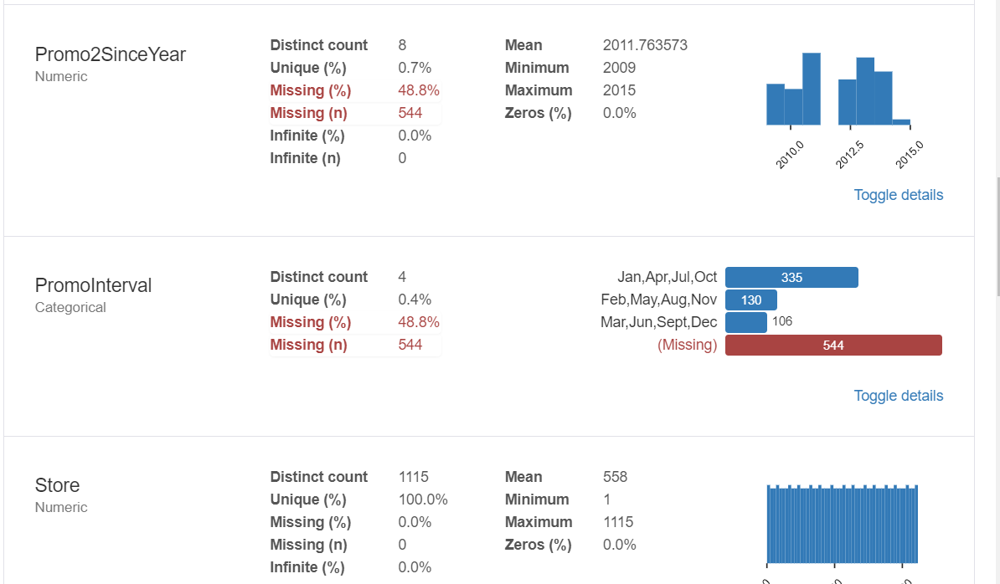 Promo2SinceYear
Numeric
Distinct count 8
Unique (%) 0.7%
Missing (%) 48.8%
Missing (n) 544
Infinite (%) 0.0%
Infinite (n) 0
Mean 2011.763573
Minimum 2009
Maximum 2015
Zeros (%) 0.0%
2010.0
2012.5
2015.0
Toggle details
PromoInterval
Categorical
Distinct count 4
Unique (%) 0.4%
Missing (%) 48.8%
Missing (n) 544
Jan,Apr,Jul,Oct 335
Feb,May,Aug,Nov 130
Mar,Jun,Sept,Dec 106
(Missing) 544
Toggle details
Store
Numeric
Distinct count 1115
Unique (%) 100.0%
Missing (%) 0.0%
Missing (n) 0
Infinite (%) 0.0%
Mean 558
Minimum 1
Maximum 1115
Zeros (%) 0.0%